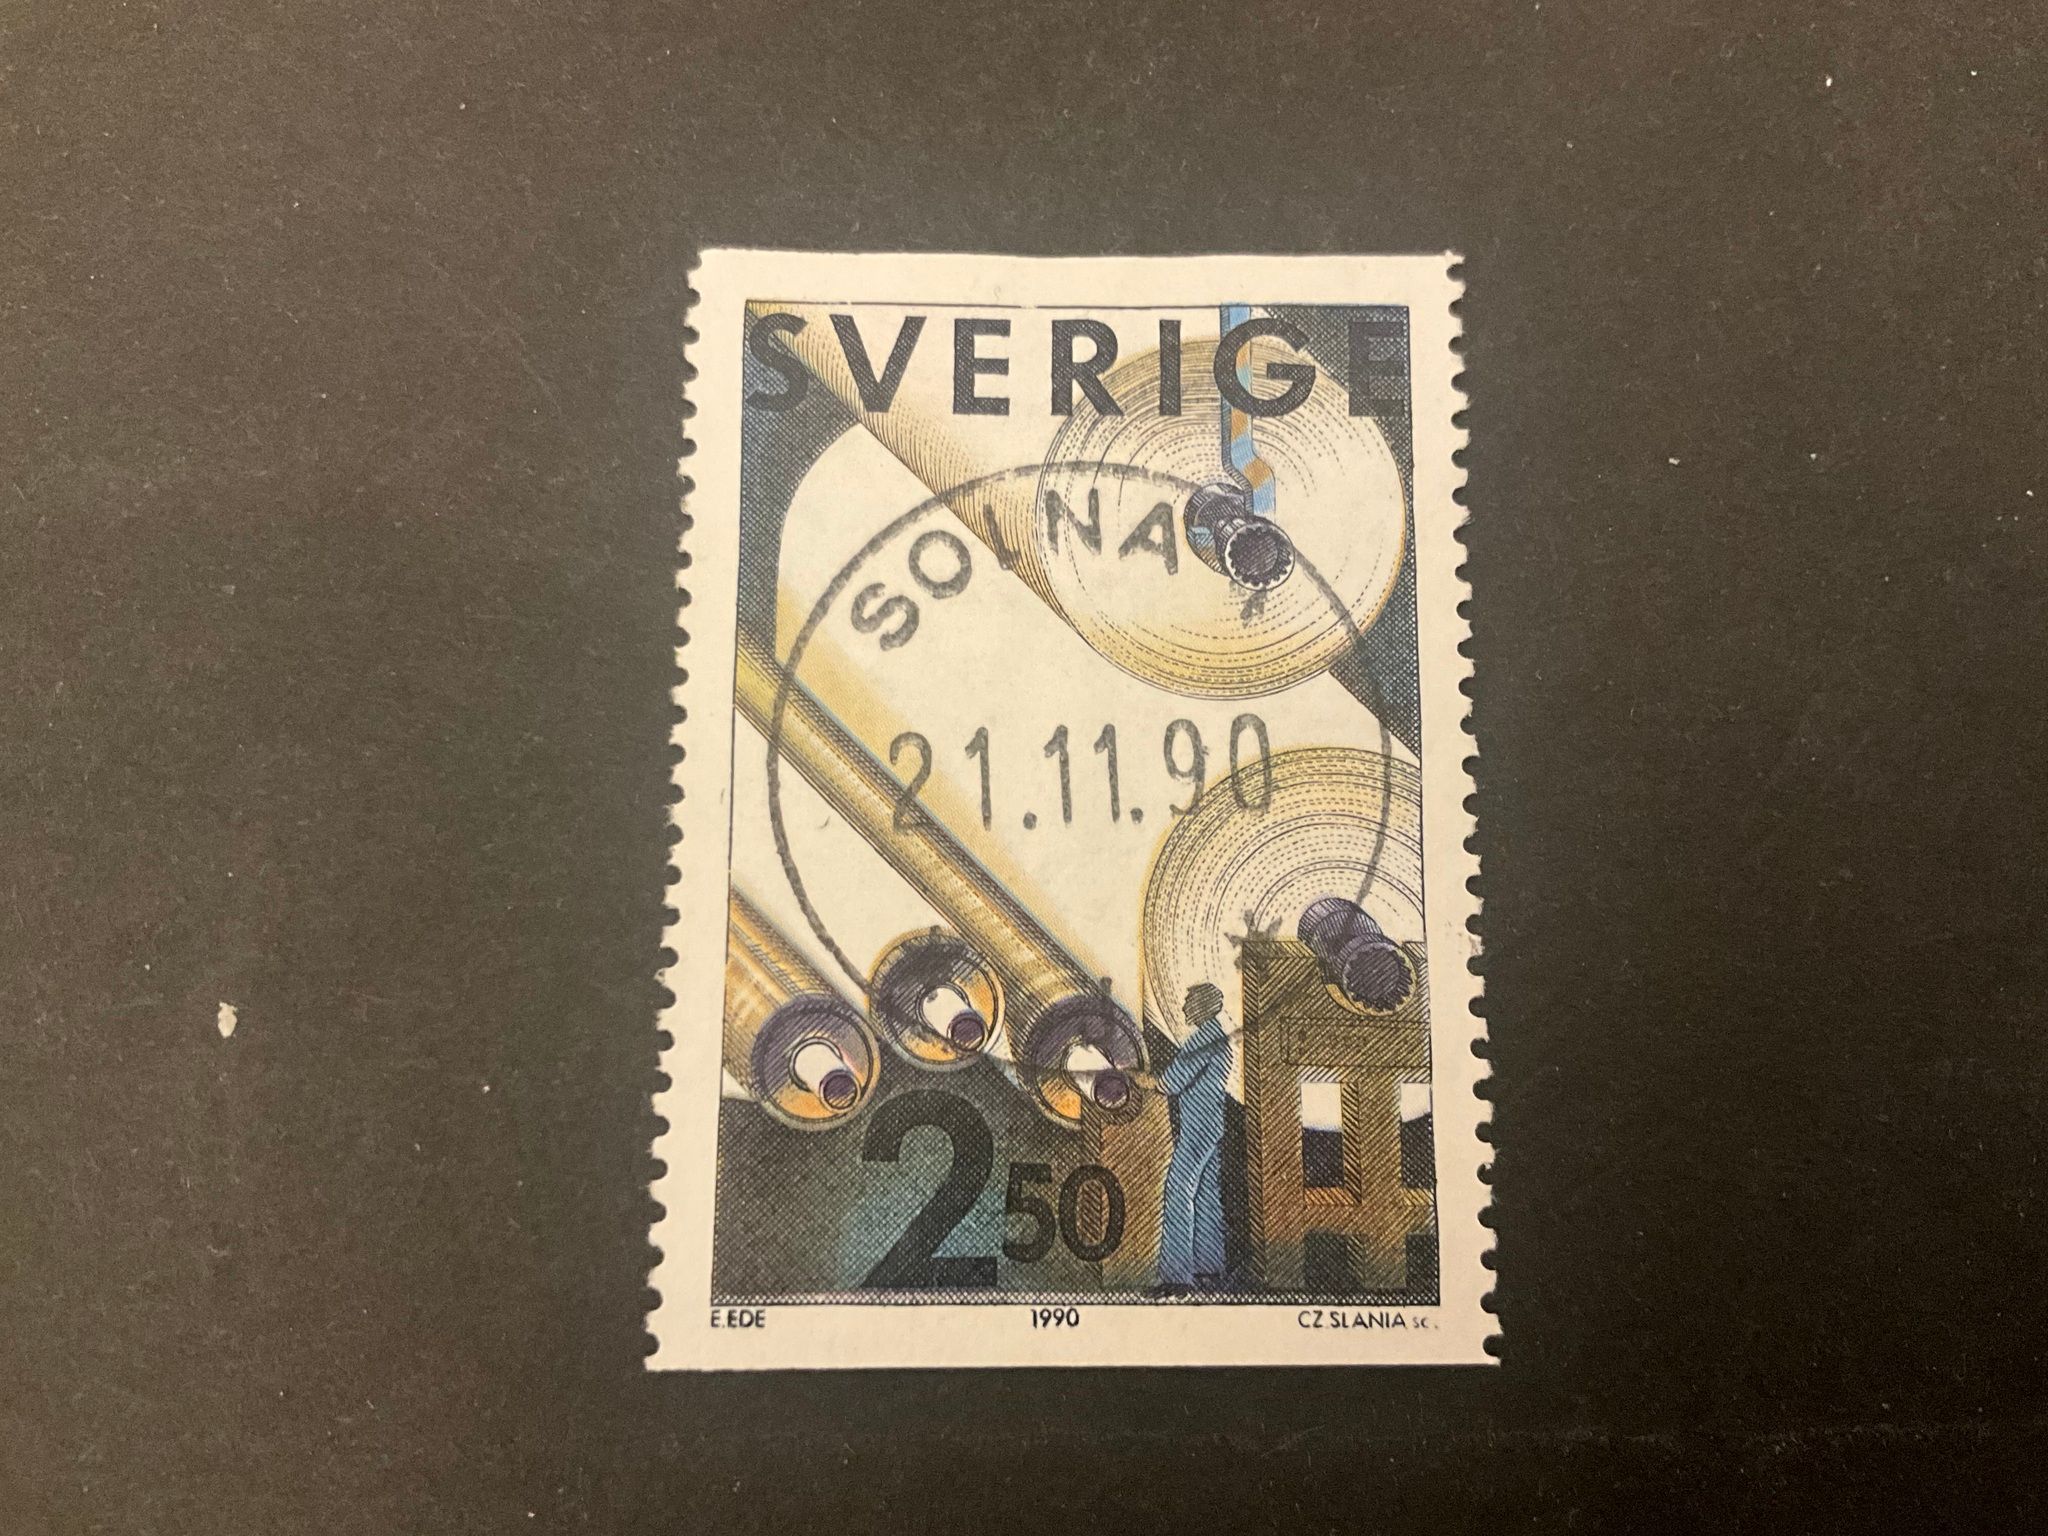 SVERIGE
SOLNA
21.11.90
2 50
E.EDE 1990 CZ.SLANIA sc.